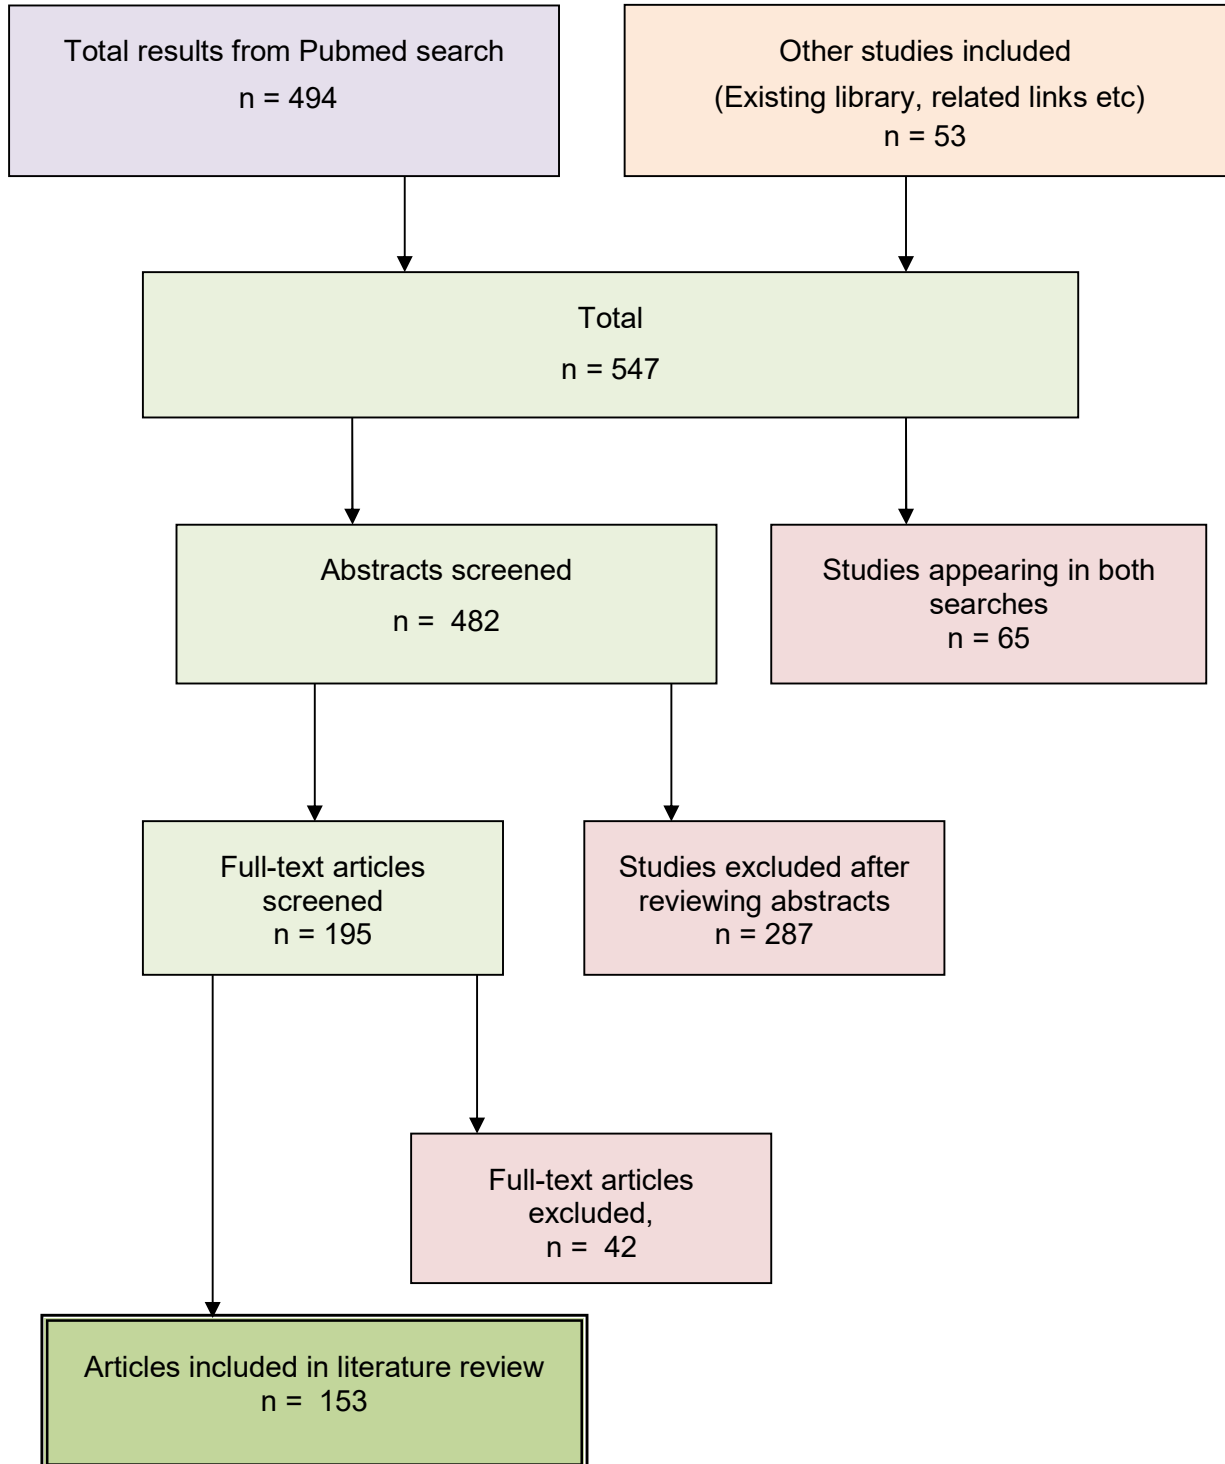 Total results from Pubmed search
n = 494
Other studies included
(Existing library, related links etc)
n = 53
Total
n = 547
Abstracts screened
n =  482
Studies appearing in both
searches
n = 65
Full-text articles
screened
n = 195
Studies excluded after
reviewing abstracts
n = 287
Full-text articles
excluded,
n =  42
Articles included in literature review
n =  153